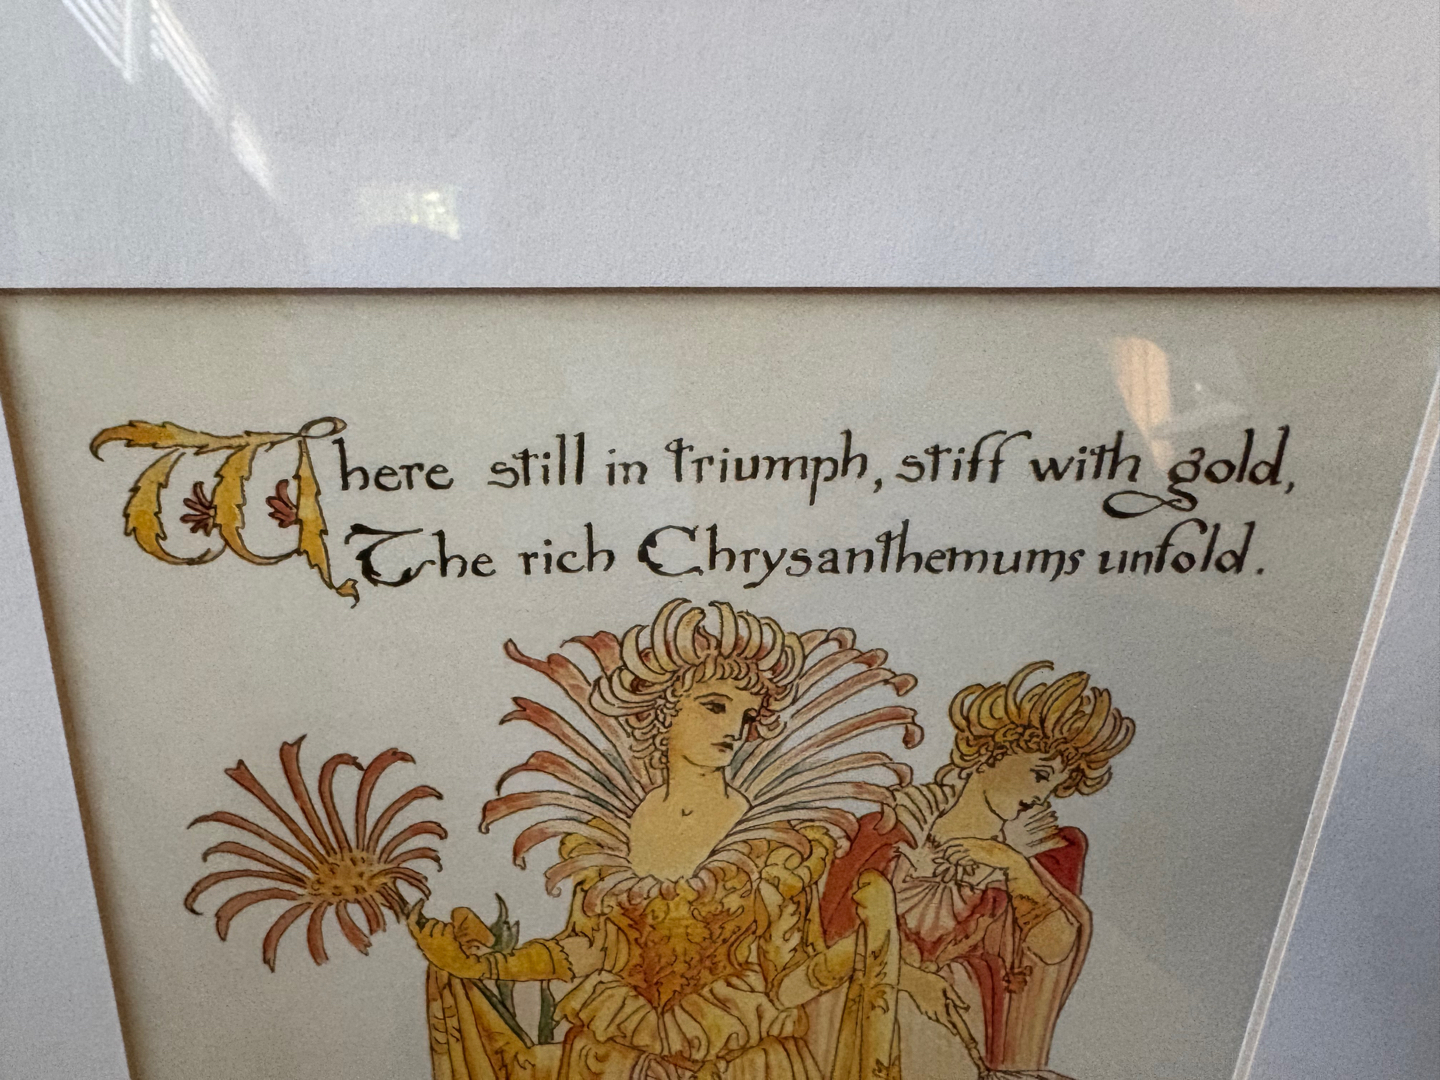 Where still in triumph, stiff with gold,
The rich Chrysanthemums unfold.